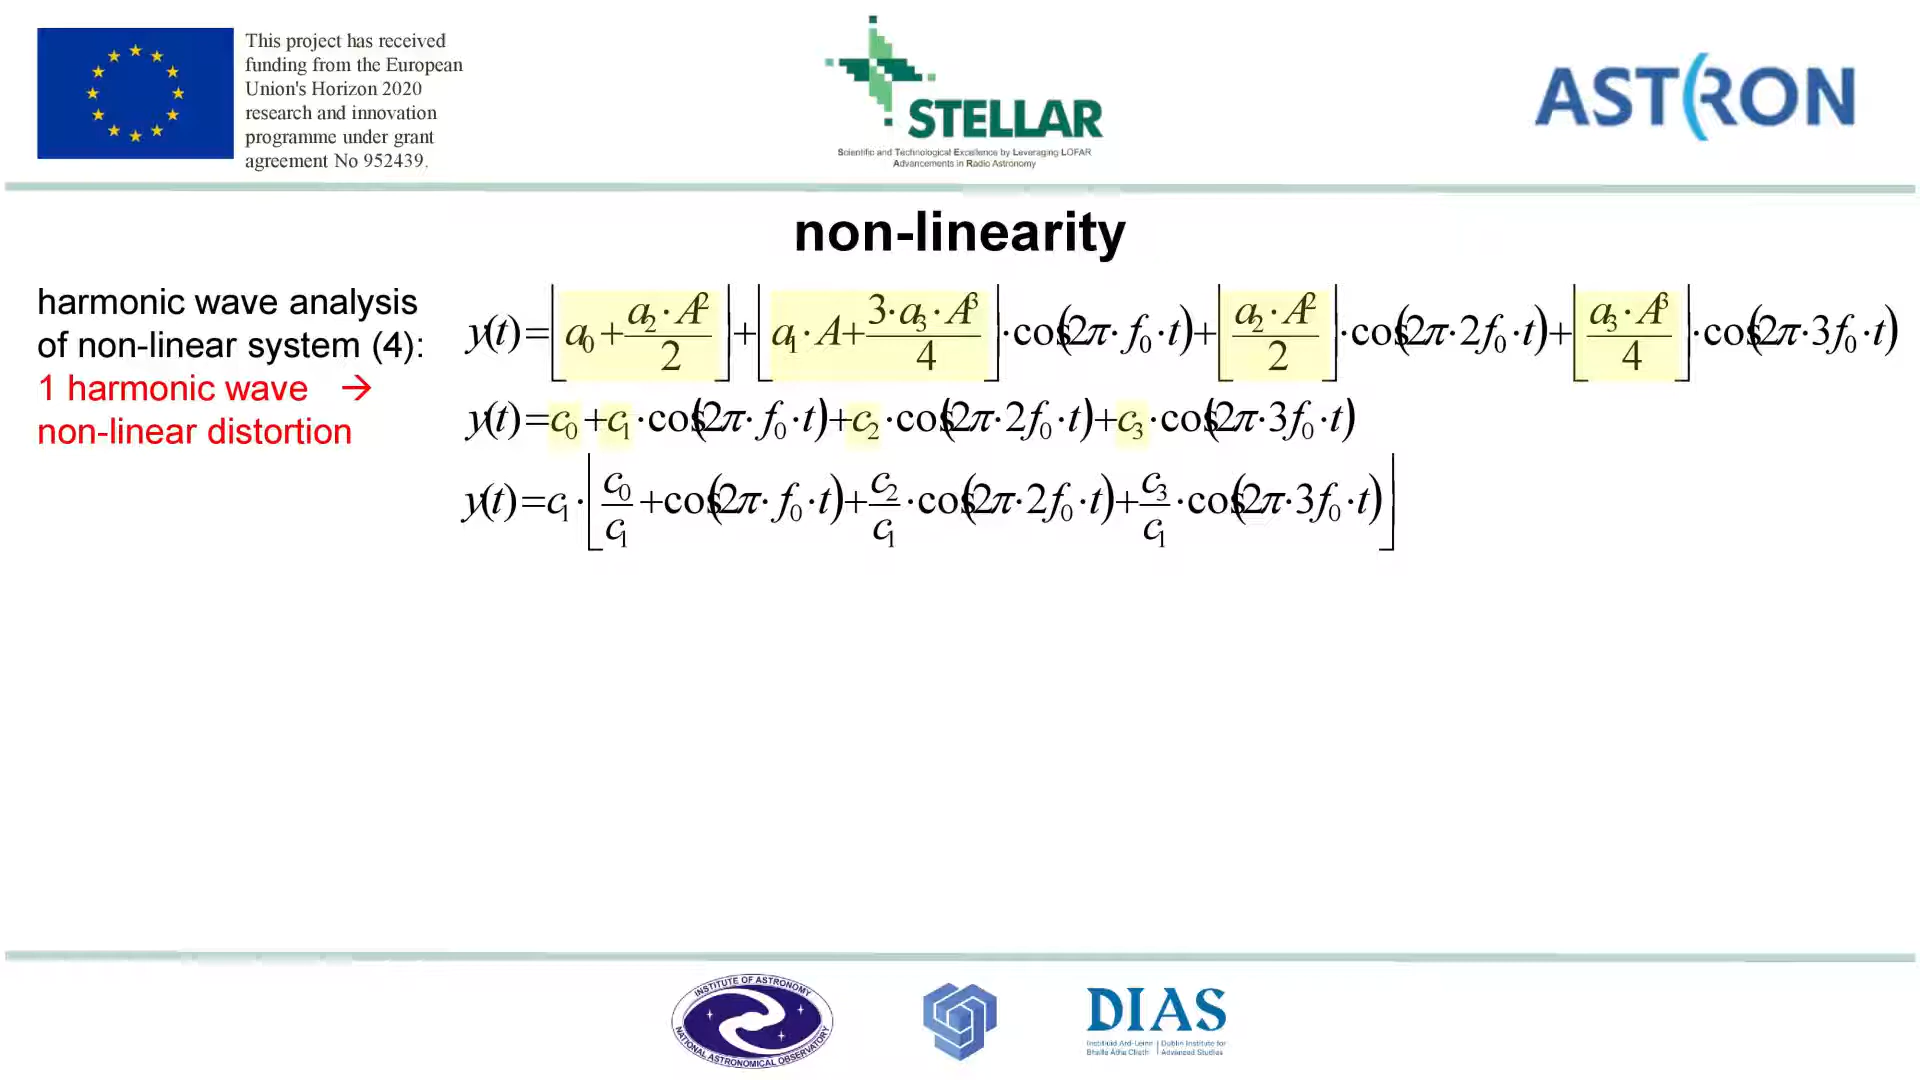 This project has received
funding from the European
Union's Horizon 2020
research and innovation
programme under grant
agreement No 952439.
STELLAR
Scientific and Technological Excellence by Leveraging LOFAR
Advancements in Radio Astronomy
ASTRON
non-linearity
harmonic wave analysis
of non-linear system (4):
1 harmonic wave →
non-linear distortion
y(t) = [a₀ + a₂·A²/2] + [a₁·A + 3·a₃·A³/4]·cos(2π·f₀·t) + [a₂·A²/2]·cos(2π·2f₀·t) + [a₃·A³/4]·cos(2π·3f₀·t)
y(t) = c₀ + c₁·cos(2π·f₀·t) + c₂·cos(2π·2f₀·t) + c₃·cos(2π·3f₀·t)
y(t) = c₁·[c₀/c₁ + cos(2π·f₀·t) + c₂/c₁·cos(2π·2f₀·t) + c₃/c₁·cos(2π·3f₀·t)]
INSTITUTE OF ASTRONOMY
NATIONAL ASTRONOMICAL OBSERVATORY
DIAS
Institiúid Ard-Léinn | Dublin Institute for
Bhaile Átha Cliath | Advanced Studies